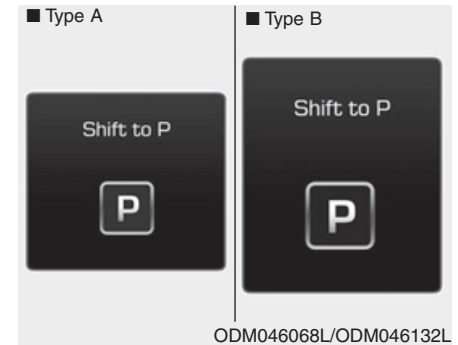 ■ Type A
■ Type B
Shift to P
P
Shift to P
P
ODM046068L/ODM046132L